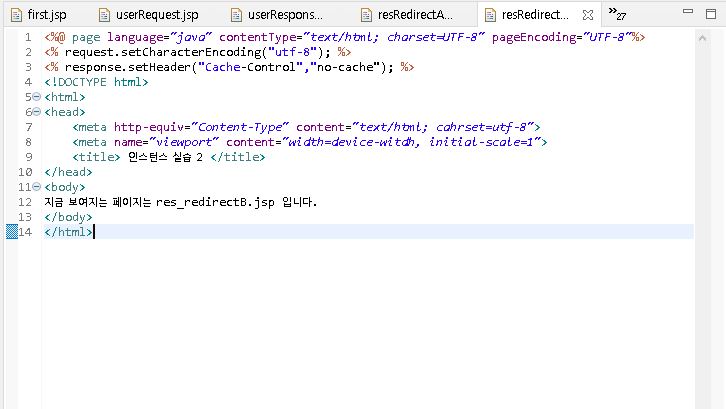 first.jsp userRequest.jsp userRespons... resRedirectA... resRedirect... »27
1 <%@ page language="java" contentType="text/html; charset=UTF-8" pageEncoding="UTF-8"%>
2 <% request.setCharacterEncoding("utf-8"); %>
3 <% response.setHeader("Cache-Control","no-cache"); %>
4 <!DOCTYPE html>
5 <html>
6 <head>
7 <meta http-equiv="Content-Type" content="text/html; cahrset=utf-8">
8 <meta name="viewport" content="width=device-witdh, initial-scale=1">
9 <title> 인스턴스 실습 2 </title>
10 </head>
11 <body>
12 지금 보여지는 페이지는 res_redirectB.jsp 입니다.
13 </body>
14 </html>